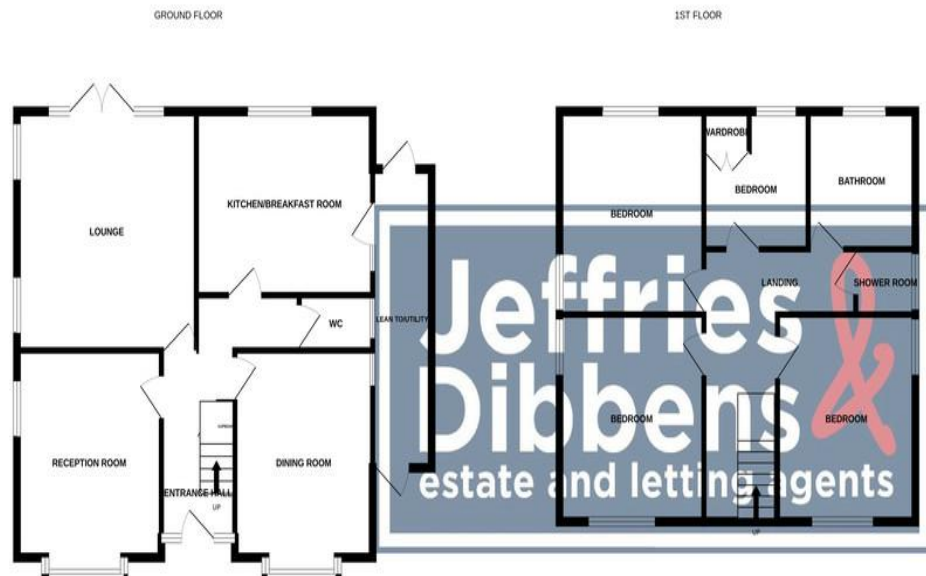 GROUND FLOOR
1ST FLOOR
LOUNGE
KITCHEN/BREAKFAST ROOM
WC
LEAN TO/UTILITY
RECEPTION ROOM
ENTRANCE HALL
UP
DINING ROOM
WARDROBE
BEDROOM
BATHROOM
BEDROOM
LANDING
SHOWER ROOM
BEDROOM
BEDROOM
UP
Jeffries
Dibbens &
estate and letting agents